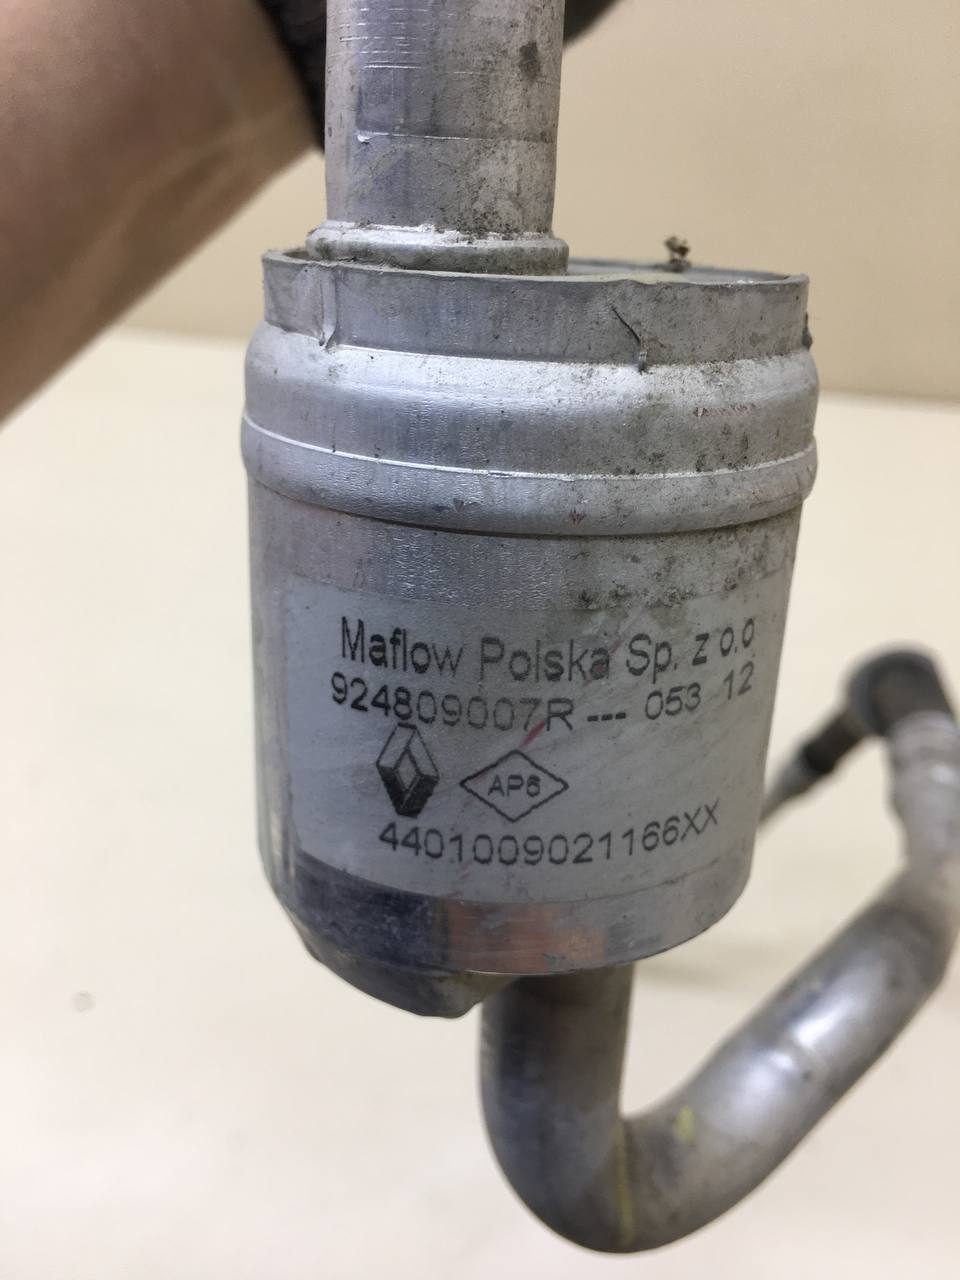 Maflow Polska Sp. z o.o
924809007R --- 053 12
AP6
4401009021166XX